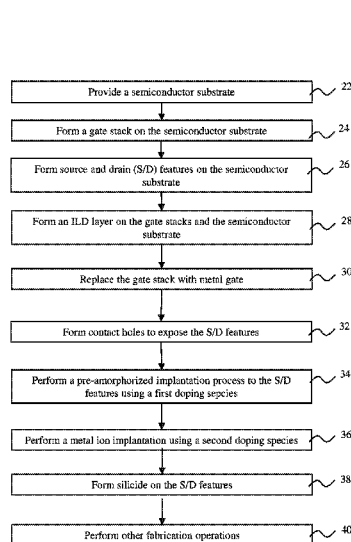 Provide a semiconductor substrate
22
Form a gate stack on the semiconductor substrate
24
Form source and drain (S/D) features on the semiconductor
substrate
26
Form an ILD layer on the gate stacks and the semiconductor
substrate
28
Replace the gate stack with metal gate
30
Form contact holes to expose the S/D features
32
Perform a pre-amorphized implantation process to the S/D
features using a first doping sepcies
34
Perform a metal ion implantation using a second doping species
36
Form silicide on the S/D features
38
Perform other fabrication operations
40